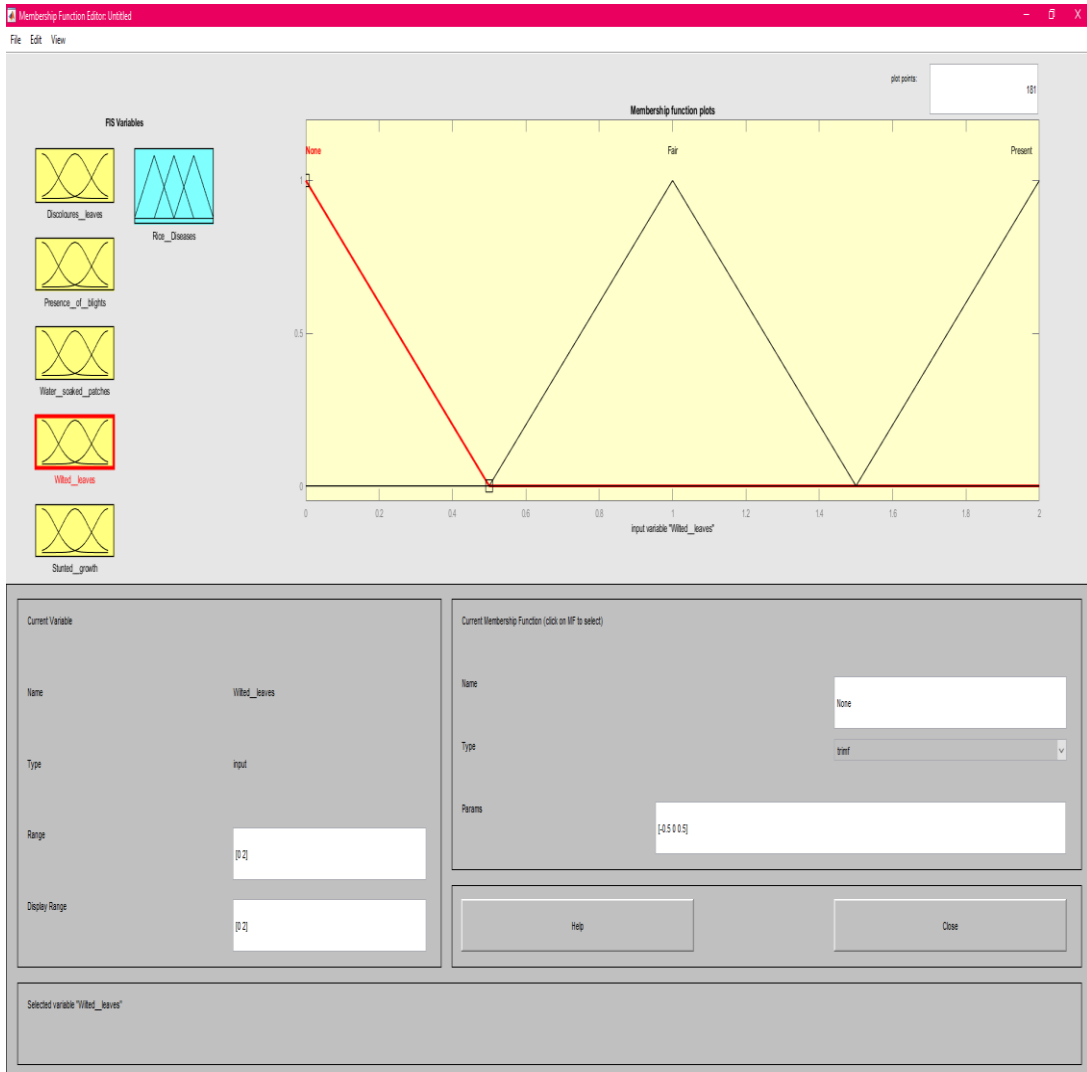 Membership Function Editor: Untitled
File Edit View
plot points:
181
FIS Variables
Membership function plots
Discoloures__leaves
Rice__Diseases
Presence__of__blights
Water__soaked__patches
Wilted__leaves
Stunted__growth
None Fair Present
1
0.5
0
0 0.2 0.4 0.6 0.8 1 1.2 1.4 1.6 1.8 2
input variable "Wilted__leaves"
Current Variable
Name Wilted__leaves
Type input
Range [0 2]
Display Range [0 2]
Current Membership Function (click on MF to select)
Name None
Type trimf
Params [-0.5 0 0.5]
Help Close
Selected variable "Wilted__leaves"